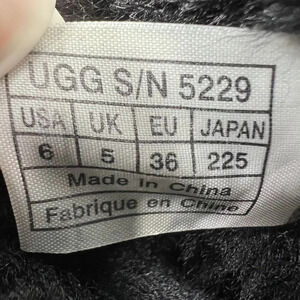 UGG S/N 5229
USA UK EU JAPAN
6 5 36 225
Made in China
Fabrique en Chine